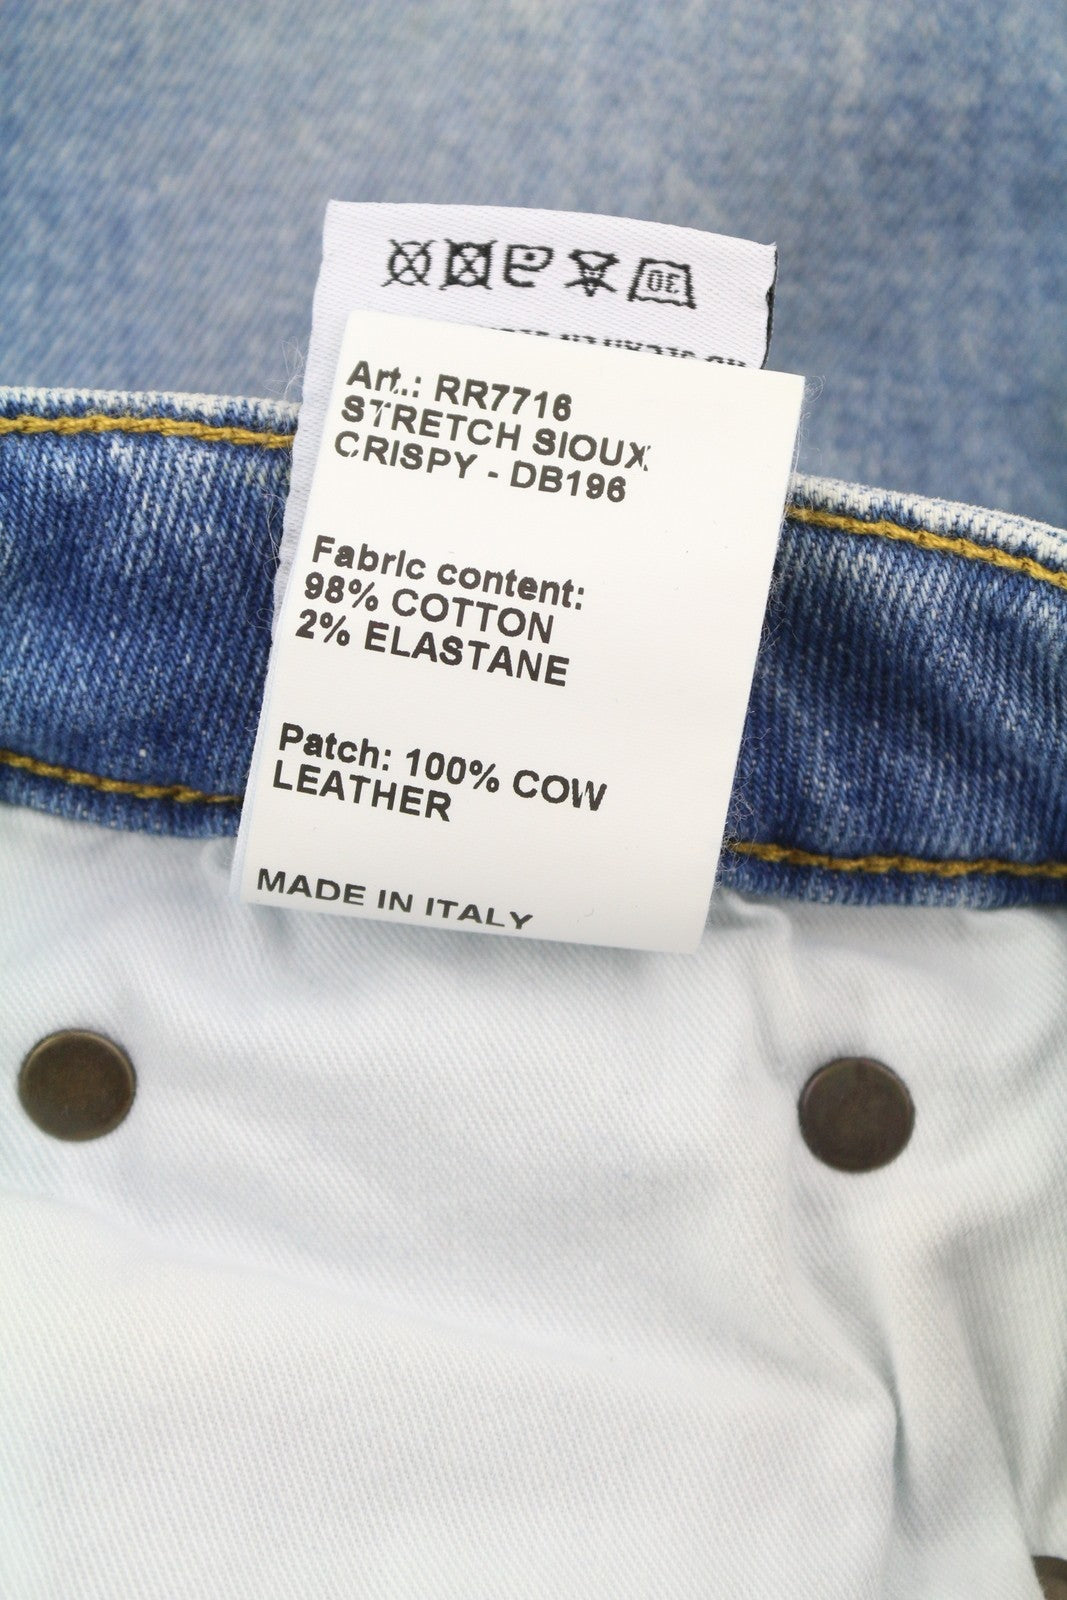 30
Art.: RR7716
STRETCH SIOUX
CRISPY - DB196
Fabric content:
98% COTTON
2% ELASTANE
Patch: 100% COW
LEATHER
MADE IN ITALY